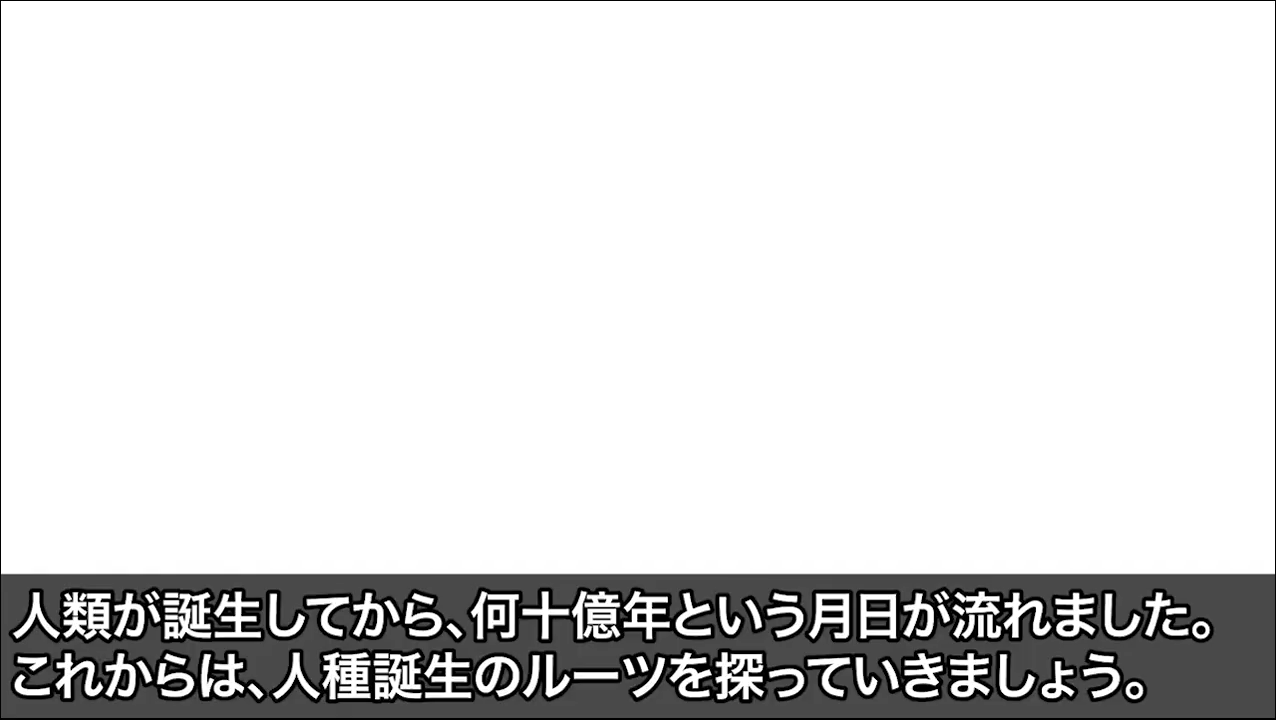 人類が誕生してから、何十億年という月日が流れました。
これからは、人種誕生のルーツを探っていきましょう。